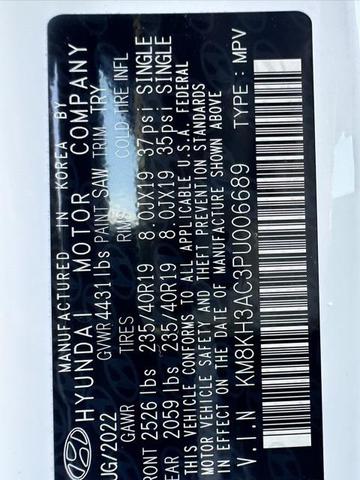 MANUFACTURED IN KOREA BY
HYUNDAI MOTOR COMPANY
UG/2022 GVWR 4431 lbs PAINT SAW TRIM TRY
GAWR TIRES RIMS COLD TIRE INFL
RONT 2526 lbs 235/40R19 8.0JX19 37psi SINGLE
EAR 2059 lbs 235/40R19 8.0JX19 35psi SINGLE
THIS VEHICLE CONFORMS TO ALL APPLICABLE U.S.A. FEDERAL
MOTOR VEHICLE SAFETY AND THEFT PREVENTION STANDARDS
IN EFFECT ON THE DATE OF MANUFACTURE SHOWN ABOVE
V.I.N KM8KH3AC3PU006689 TYPE : MPV